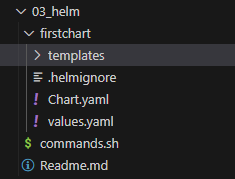 03_helm
firstchart
templates
.helmignore
! Chart.yaml
! values.yaml
$ commands.sh
Readme.md